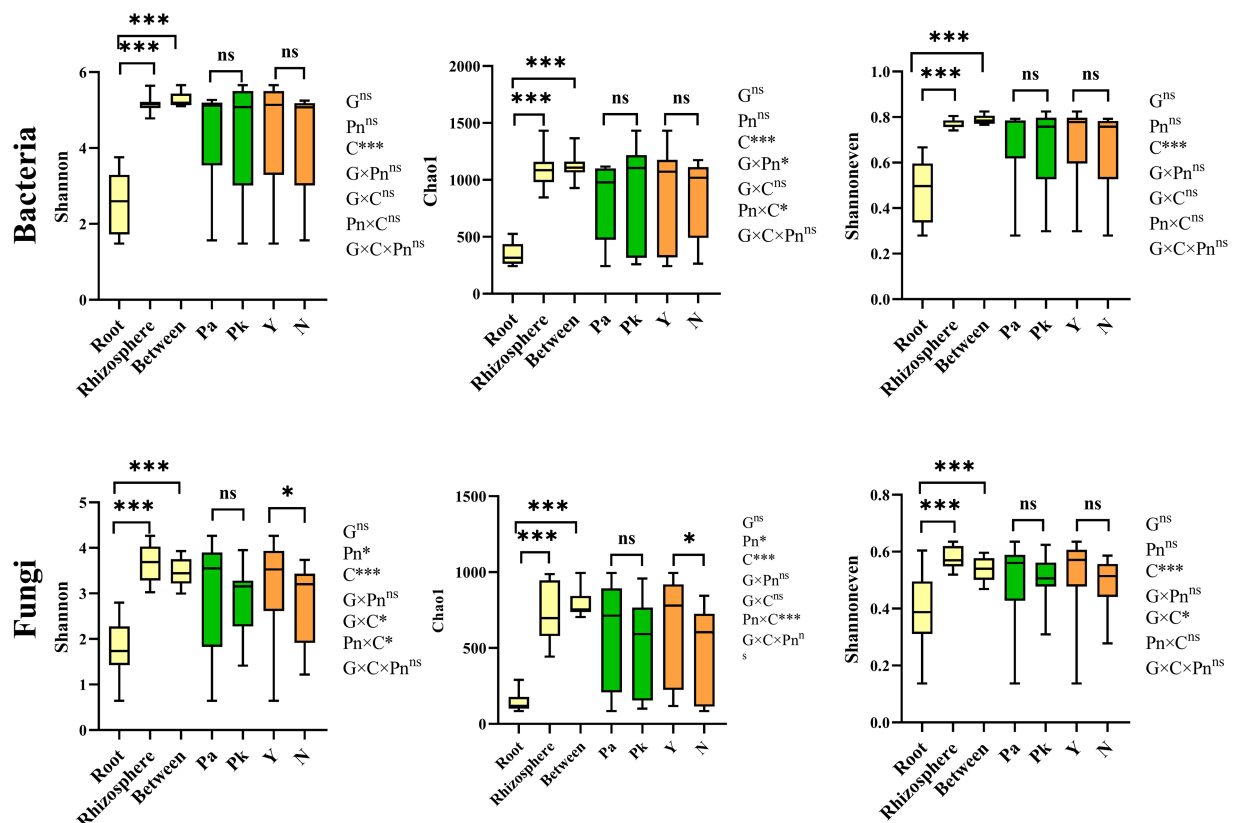 Bacteria
Shannon
6
4
2
0
***
***
ns
ns
Root
Rhizosphere
Between
Pa
Pk
Y
N
G^ns
Pn^ns
C***
G×Pn^ns
G×C^ns
Pn×C^ns
G×C×Pn^ns
Chao1
2000
1500
1000
500
0
***
***
ns
ns
Root
Rhizosphere
Between
Pa
Pk
Y
N
G^ns
Pn^ns
C***
G×Pn*
G×C^ns
Pn×C*
G×C×Pn^ns
Shannoneven
1.0
0.8
0.6
0.4
0.2
0.0
***
***
ns
ns
Root
Rhizosphere
Between
Pa
Pk
Y
N
G^ns
Pn^ns
C***
G×Pn^ns
G×C^ns
Pn×C^ns
G×C×Pn^ns
Fungi
Shannon
5
4
3
2
1
0
***
***
ns
*
Root
Rhizosphere
Between
Pa
Pk
Y
N
G^ns
Pn*
C***
G×Pn^ns
G×C*
Pn×C*
G×C×Pn^ns
Chao1
1500
1000
500
0
***
***
ns
*
Root
Rhizosphere
Between
Pa
Pk
Y
N
G^ns
Pn*
C***
G×Pn^ns
G×C^ns
Pn×C***
G×C×Pn^n
s
Shannoneven
0.8
0.6
0.4
0.2
0.0
***
***
ns
ns
Root
Rhizosphere
Between
Pa
Pk
Y
N
G^ns
Pn^ns
C***
G×Pn^ns
G×C*
Pn×C^ns
G×C×Pn^ns